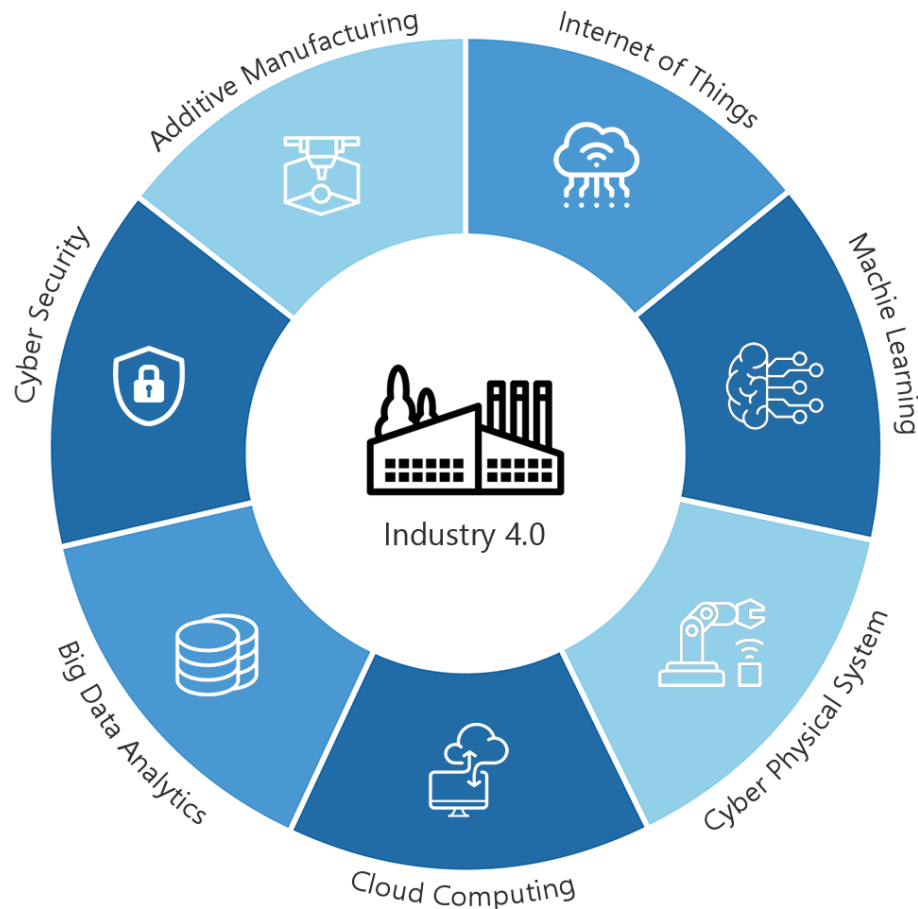 Additive Manufacturing
Internet of Things
Machie Learning
Cyber Physical System
Cloud Computing
Big Data Analytics
Cyber Security
Industry 4.0